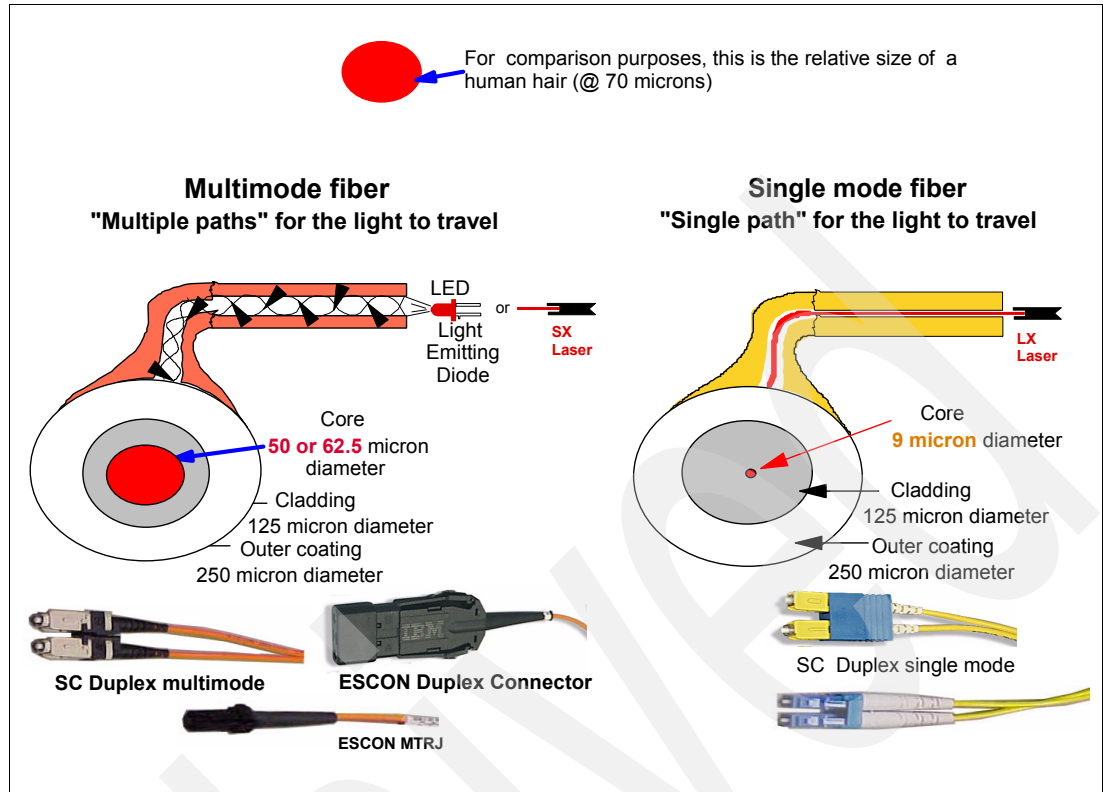 For comparison purposes, this is the relative size of a
human hair (@ 70 microns)
Multimode fiber
"Multiple paths" for the light to travel
LED
or
SX
Laser
Light
Emitting
Diode
Core
50 or 62.5 micron
diameter
Cladding
125 micron diameter
Outer coating
250 micron diameter
SC Duplex multimode
IBM
ESCON Duplex Connector
ESCON MTRJ
Single mode fiber
"Single path" for the light to travel
LX
Laser
Core
9 micron diameter
Cladding
125 micron diameter
Outer coating
250 micron diameter
SC Duplex single mode